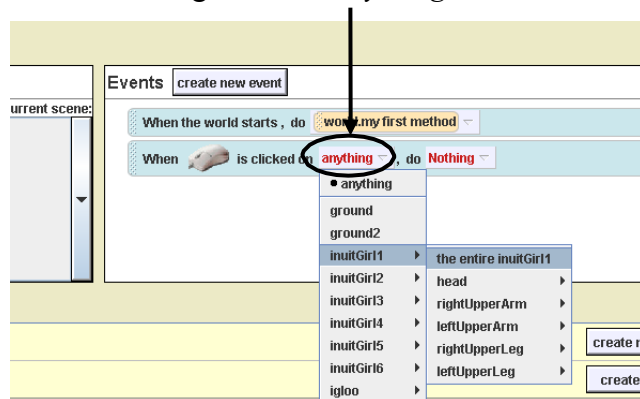 Events create new event
urrent scene:
When the world starts , do world.my first method
When is clicked on anything , do Nothing
anything
ground
ground2
inuitGirl1 the entire inuitGirl1
inuitGirl2 head
inuitGirl3 rightUpperArm
inuitGirl4 leftUpperArm
inuitGirl5 rightUpperLeg
inuitGirl6 leftUpperLeg
igloo
create
create